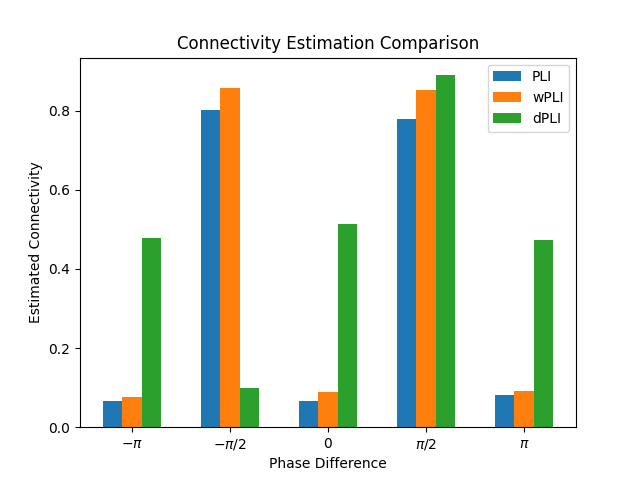 Connectivity Estimation Comparison
PLI
wPLI
dPLI
Estimated Connectivity
0.8
0.6
0.4
0.2
0.0
−π
−π/2
0
π/2
π
Phase Difference